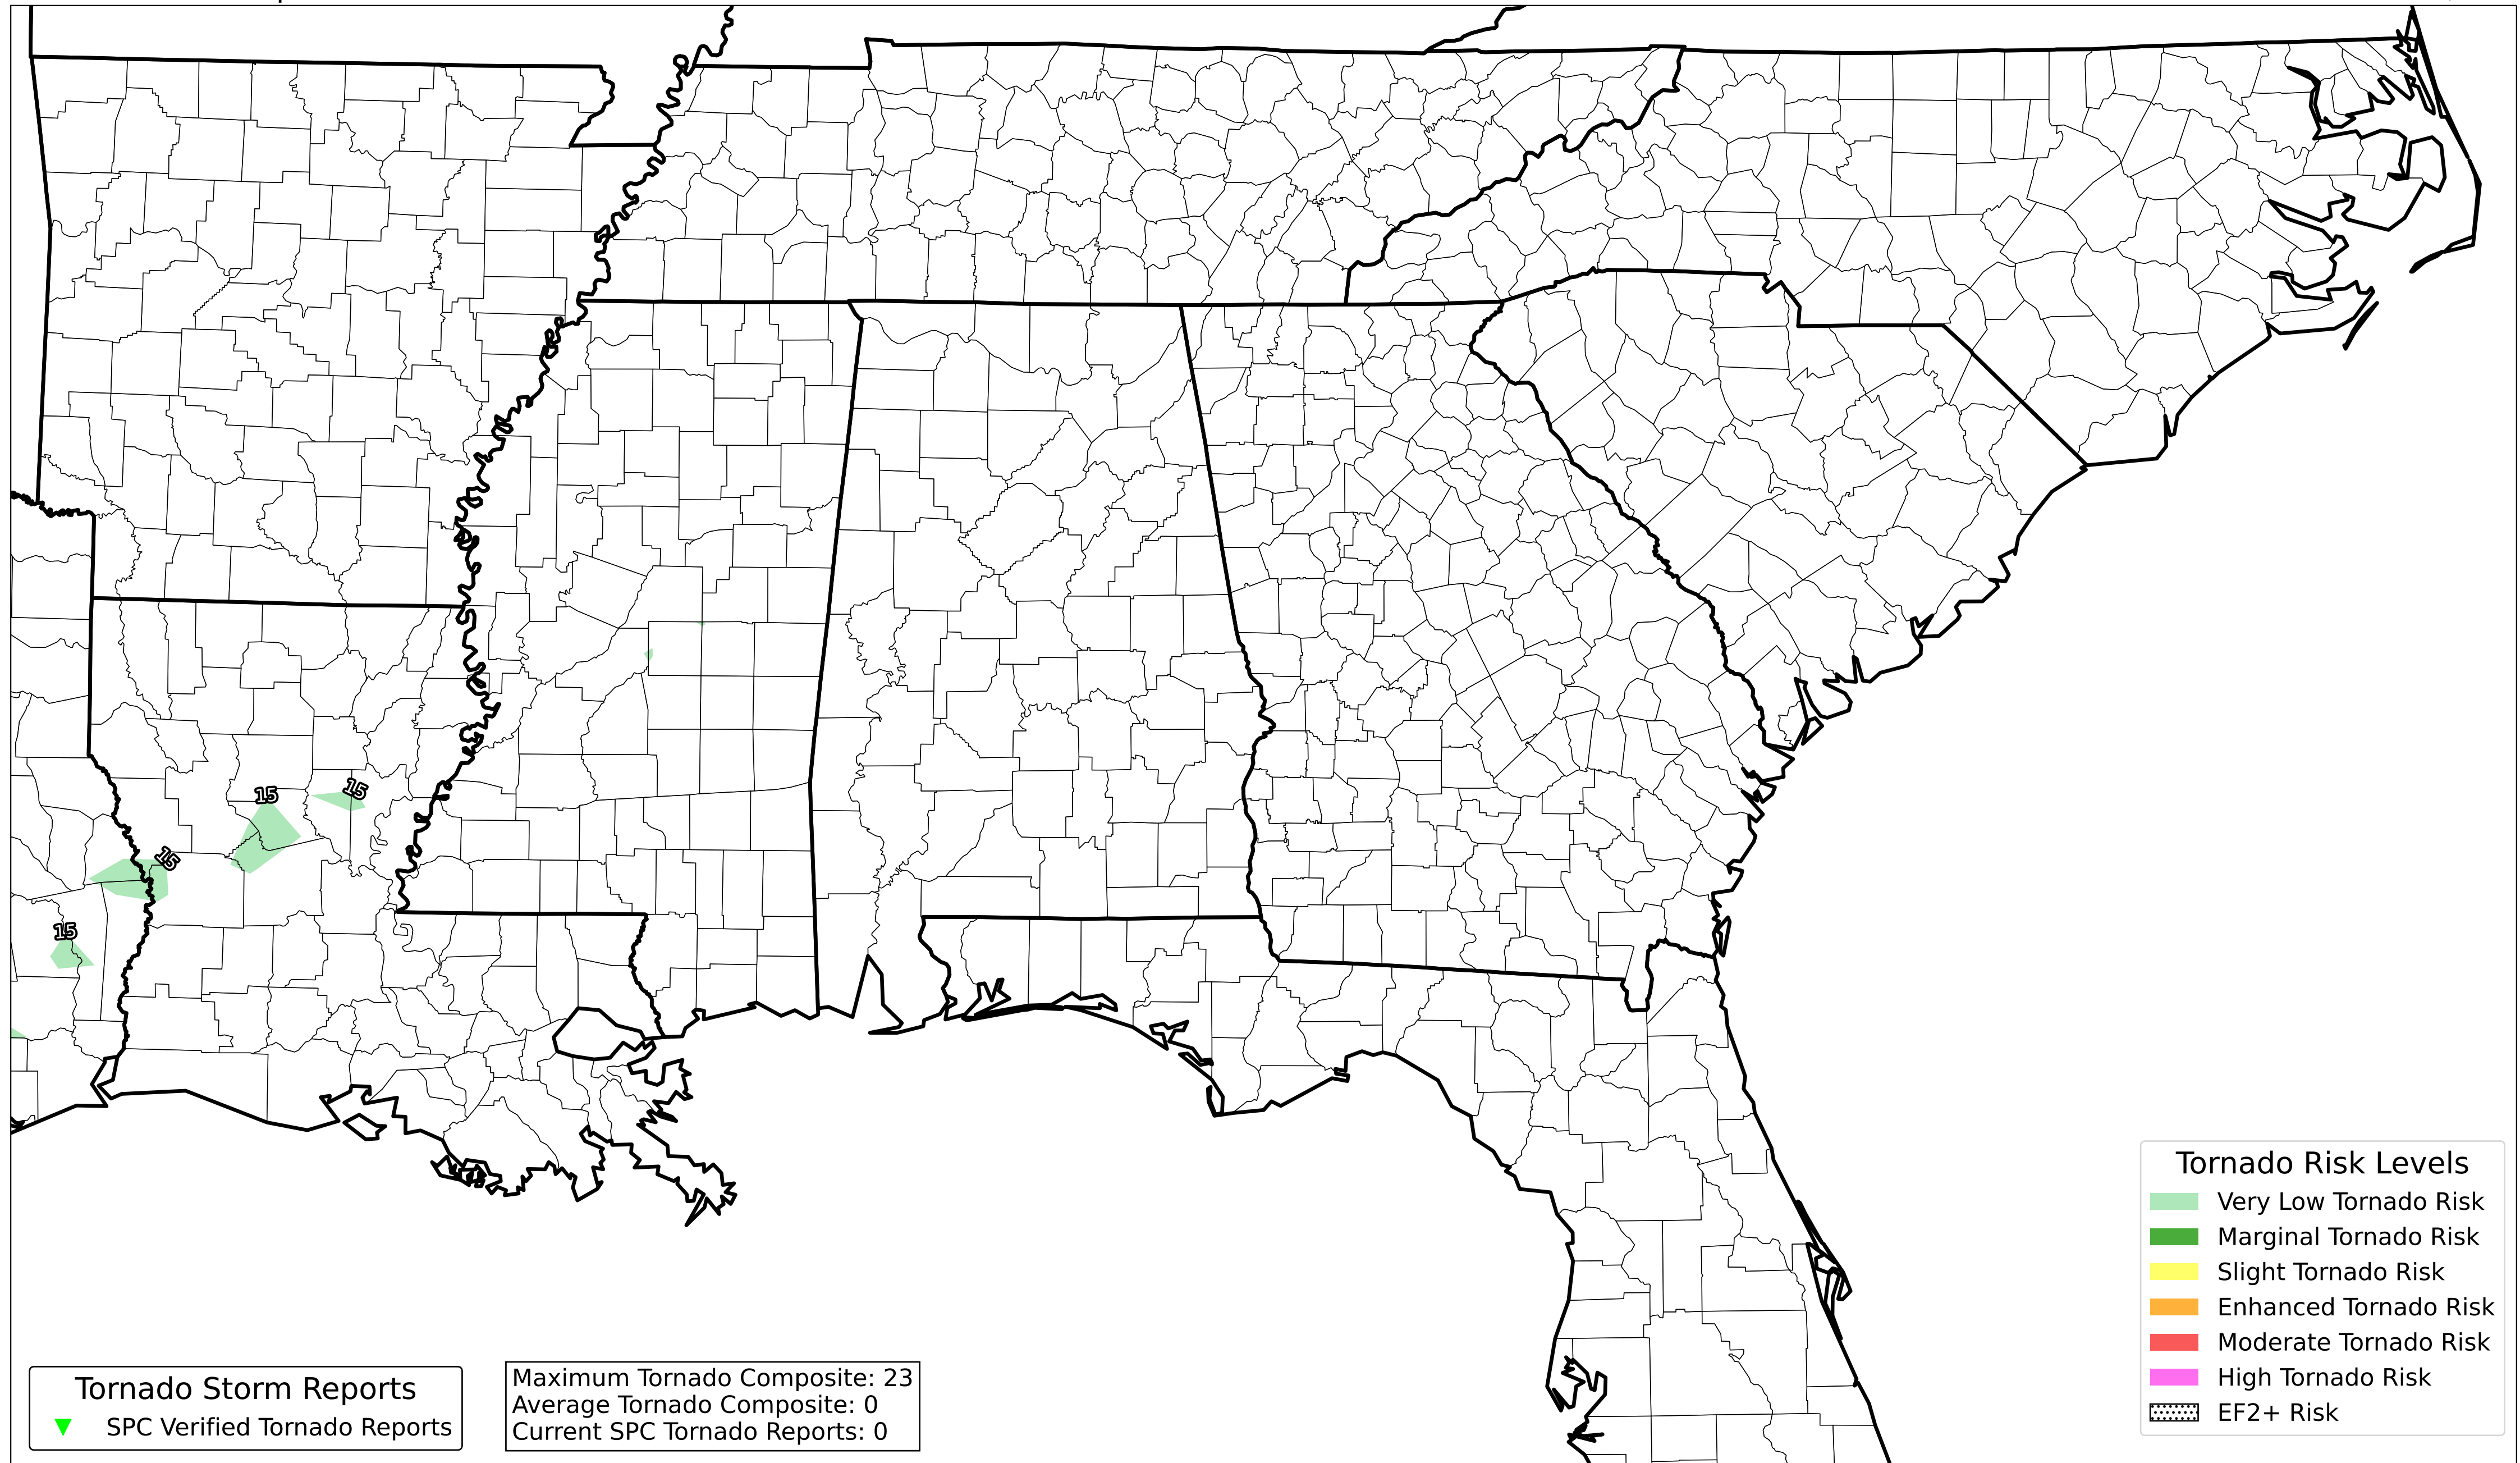 15
15
15
15
Tornado Risk Levels
Very Low Tornado Risk
Marginal Tornado Risk
Slight Tornado Risk
Enhanced Tornado Risk
Moderate Tornado Risk
High Tornado Risk
EF2+ Risk
Tornado Storm Reports
SPC Verified Tornado Reports
Maximum Tornado Composite: 23
Average Tornado Composite: 0
Current SPC Tornado Reports: 0